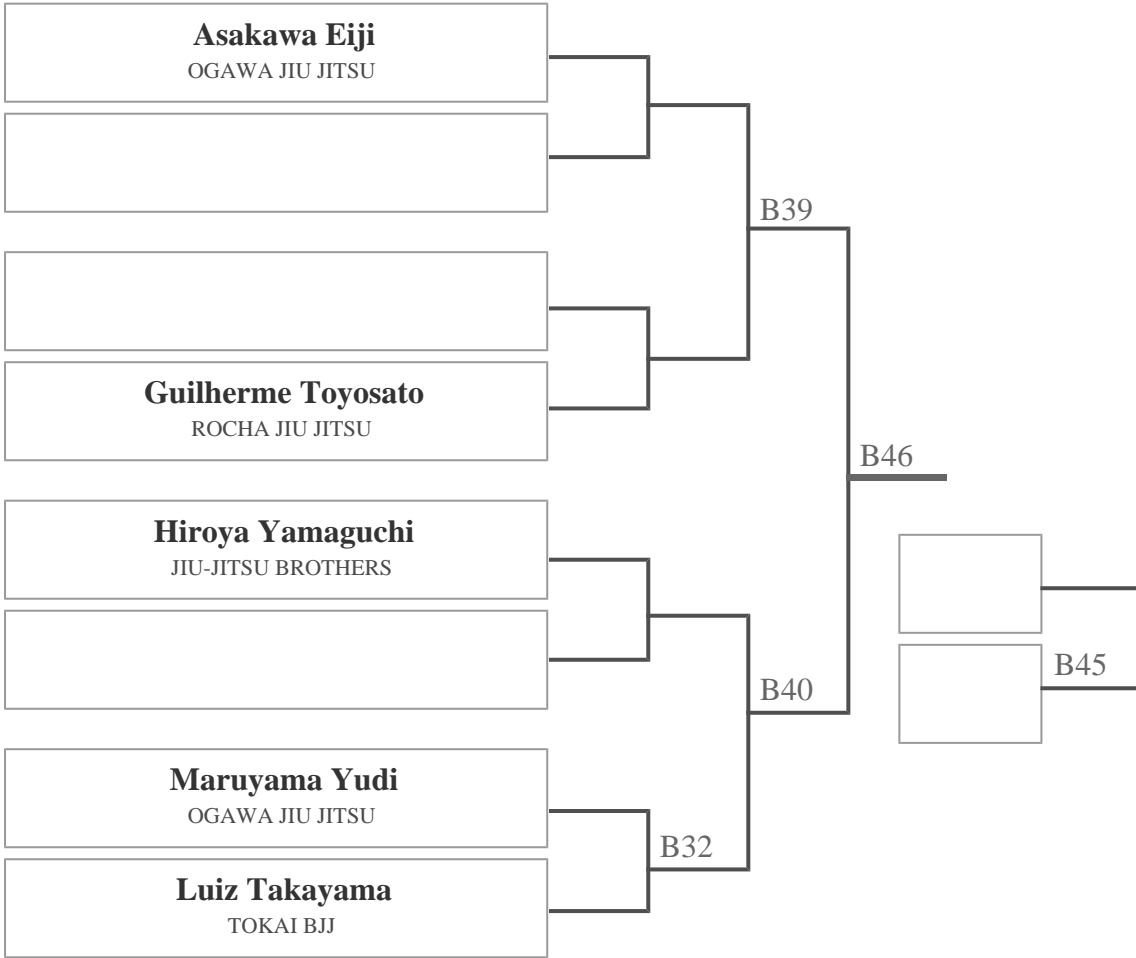 Asakawa Eiji
OGAWA JIU JITSU
B39
Guilherme Toyosato
ROCHA JIU JITSU
B46
Hiroya Yamaguchi
JIU-JITSU BROTHERS
B45
B40
Maruyama Yudi
OGAWA JIU JITSU
B32
Luiz Takayama
TOKAI BJJ